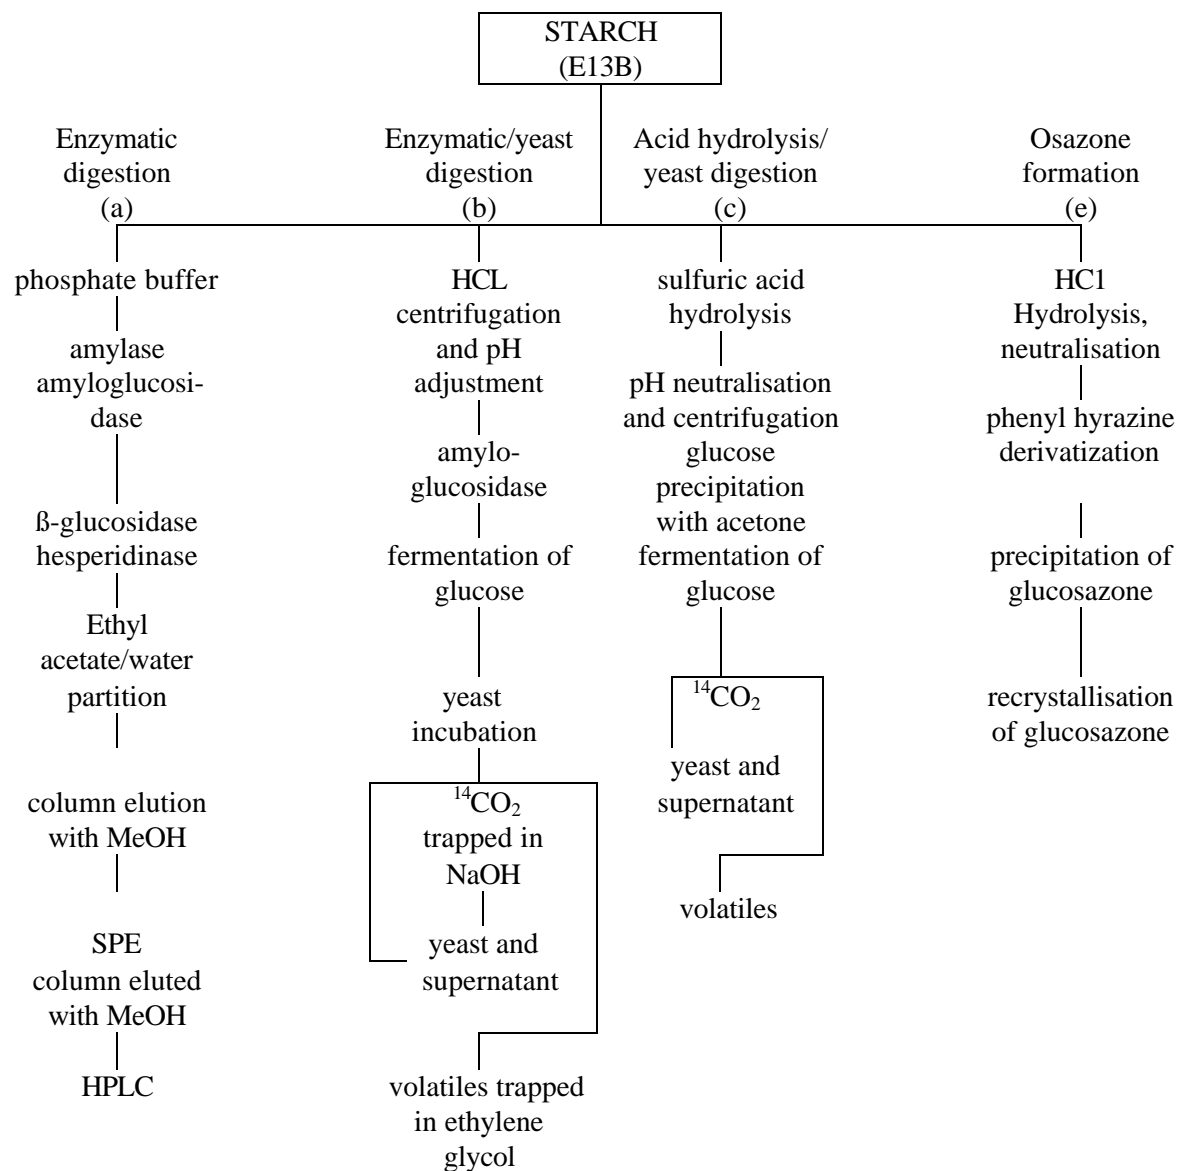 STARCH
(E13B)
Enzymatic
digestion
(a)
phosphate buffer
amylase
amyloglucosi-
dase
ß-glucosidase
hesperidinase
Ethyl
acetate/water
partition
column elution
with MeOH
SPE
column eluted
with MeOH
HPLC
Enzymatic/yeast
digestion
(b)
HCL
centrifugation
and pH
adjustment
amylo-
glucosidase
fermentation of
glucose
yeast
incubation
¹⁴CO₂
trapped in
NaOH
yeast and
supernatant
volatiles trapped
in ethylene
glycol
Acid hydrolysis/
yeast digestion
(c)
sulfuric acid
hydrolysis
pH neutralisation
and centrifugation
glucose
precipitation
with acetone
fermentation of
glucose
¹⁴CO₂
yeast and
supernatant
volatiles
Osazone
formation
(e)
HC1
Hydrolysis,
neutralisation
phenyl hyrazine
derivatization
precipitation of
glucosazone
recrystallisation
of glucosazone